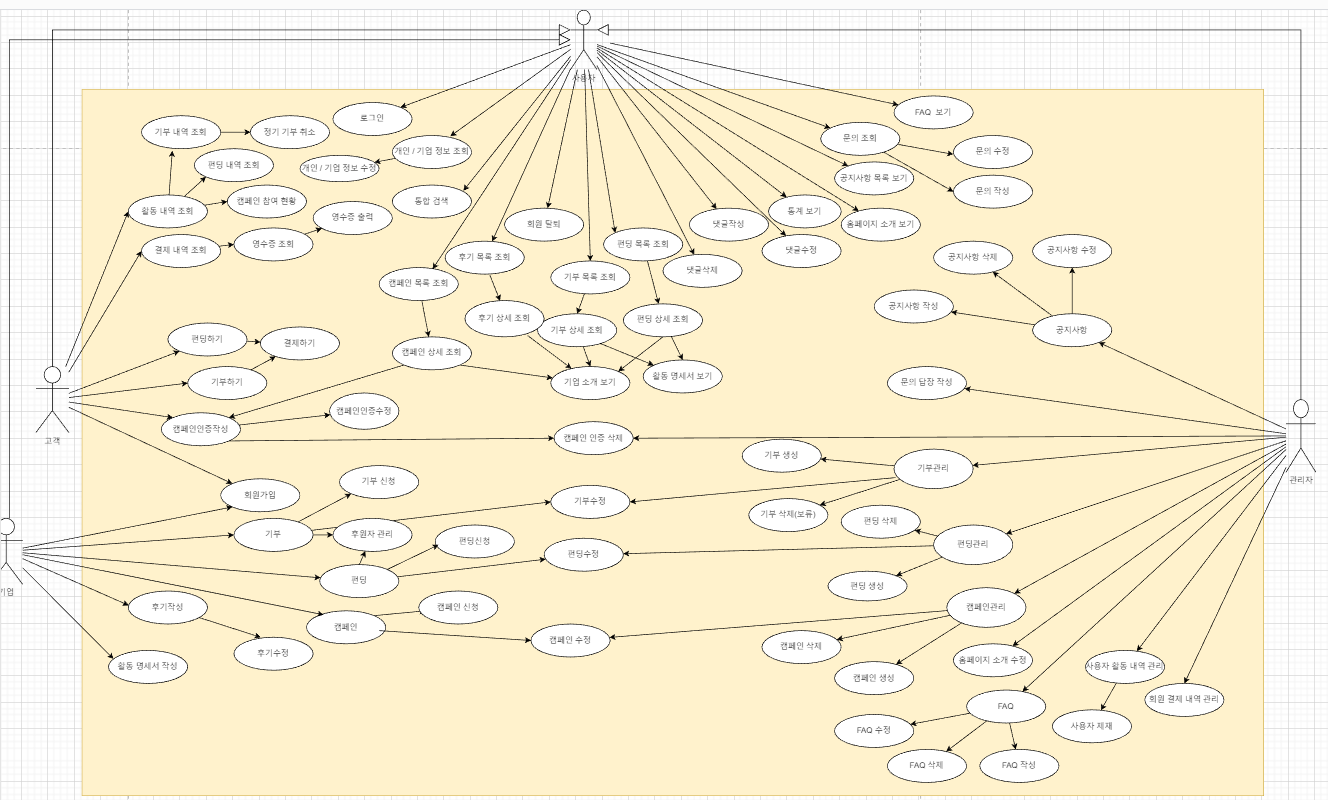 사용자
로그인
FAQ 보기
기부 내역 조회
정기 기부 취소
개인 / 기업 정보 조회
문의 조회
문의 수정
펀딩 내역 조회
개인 / 기업 정보 수정
공지사항 목록 보기
문의 작성
캠페인 참여 현황
통합 검색
활동 내역 조회
영수증 출력
회원 탈퇴
댓글작성
통계 보기
홈페이지 소개 보기
결제 내역 조회
영수증 조회
펀딩 목록 조회
댓글수정
공지사항 수정
후기 목록 조회
공지사항 삭제
캠페인 목록 조회
기부 목록 조회
댓글삭제
공지사항 작성
후기 상세 조회
기부 상세 조회
펀딩 상세 조회
공지사항
펀딩하기
결제하기
캠페인 상세 조회
기부하기
기업 소개 보기
활동 명세서 보기
문의 답장 작성
캠페인인증수정
캠페인인증작성
고객
캠페인 인증 삭제
기부 생성
기부관리
관리자
기부 신청
회원가입
기부수정
기부 삭제(보류)
펀딩 삭제
기부
후원자 관리
펀딩신청
펀딩수정
펀딩관리
펀딩
펀딩 생성
기업
후기작성
캠페인 신청
캠페인관리
캠페인
캠페인 수정
캠페인 삭제
후기수정
홈페이지 소개 수정
활동 명세서 작성
사용자 활동 내역 관리
캠페인 생성
회원 결제 내역 관리
FAQ
사용자 제재
FAQ 수정
FAQ 삭제
FAQ 작성